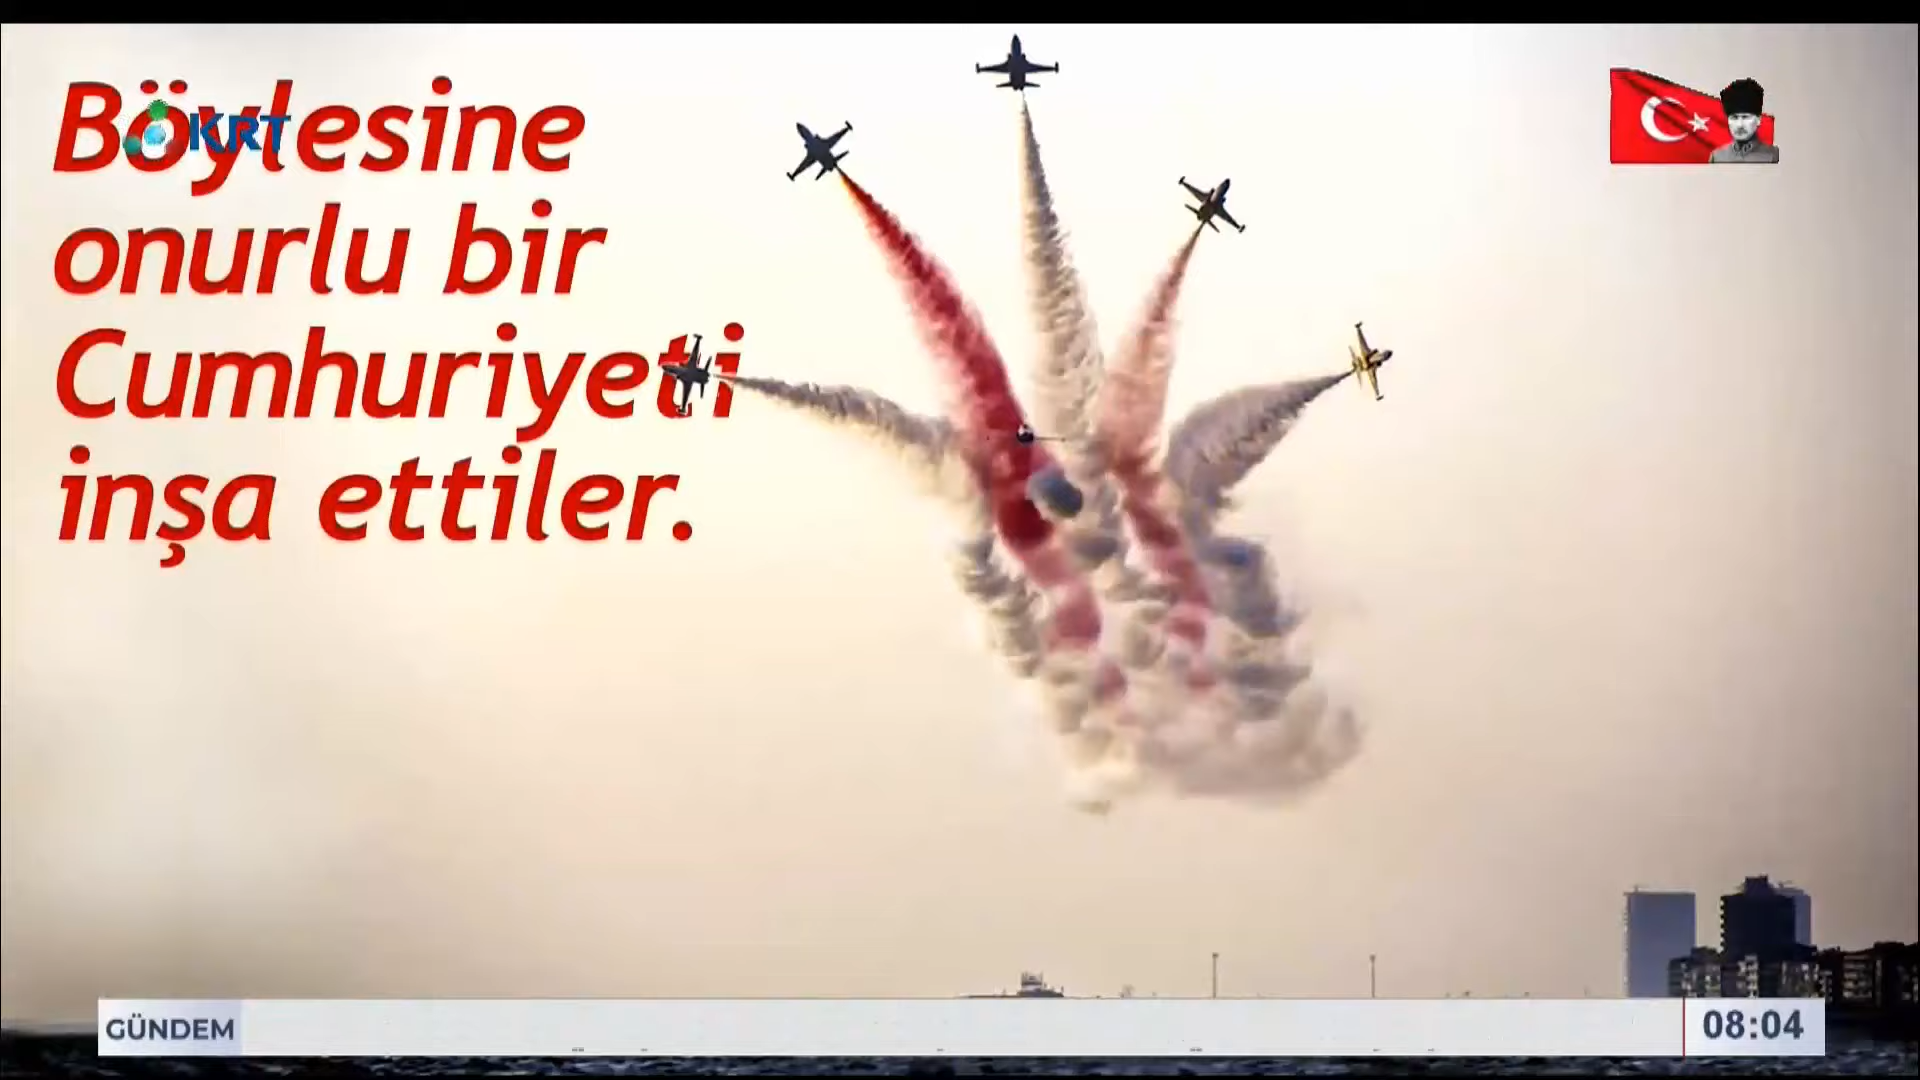 Böylesine
KRT
onurlu bir
Cumhuriyeti
inşa ettiler.
GÜNDEM
08:04